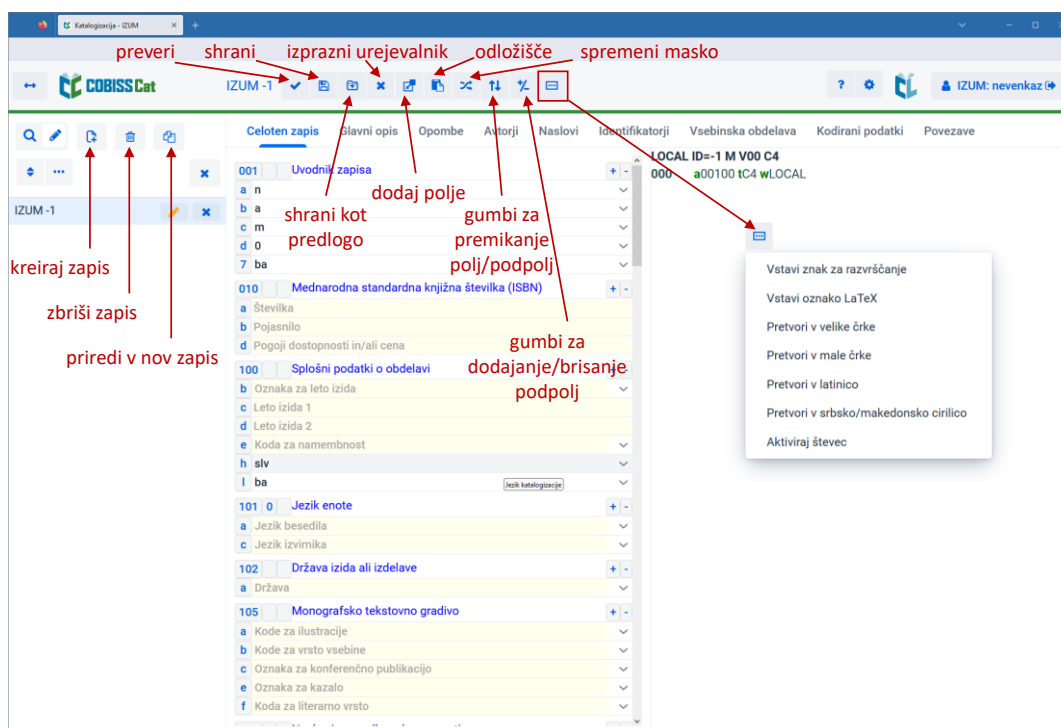 Katalogizacija - IZUM
preveri shrani izprazni urejevalnik odložišče spremeni masko
COBISS Cat IZUM -1 ? IZUM: nevenkaz
Celoten zapis Glavni opis Opombe Avtorji Naslovi Identifikatorji Vsebinska obdelava Kodirani podatki Povezave
LOCAL ID=-1 M V00 C4
000 a00100 tC4 wLOCAL
IZUM -1
kreiraj zapis
zbriši zapis
priredi v nov zapis
001 Uvodnik zapisa + -
a n
b a
c m
d 0
7 ba
shrani kot
predlogo
dodaj polje
gumbi za
premikanje
polj/podpolj
010 Mednarodna standardna knjižna številka (ISBN) + -
a Številka
b Pojasnilo
d Pogoji dostopnosti in/ali cena
gumbi za
dodajanje/brisanje
podpolj
100 Splošni podatki o obdelavi + -
b Oznaka za leto izida
c Leto izida 1
d Leto izida 2
e Koda za namembnost
h slv
l ba
Jezik katalogizacije
101 0 Jezik enote + -
a Jezik besedila
c Jezik izvirnika
102 Država izida ali izdelave + -
a Država
105 Monografsko tekstovno gradivo + -
a Kode za ilustracije
b Kode za vrsto vsebine
c Oznaka za konferenčno publikacijo
e Oznaka za kazalo
f Koda za literarno vrsto
Vstavi znak za razvrščanje
Vstavi oznako LaTeX
Pretvori v velike črke
Pretvori v male črke
Pretvori v latinico
Pretvori v srbsko/makedonsko cirilico
Aktiviraj števec